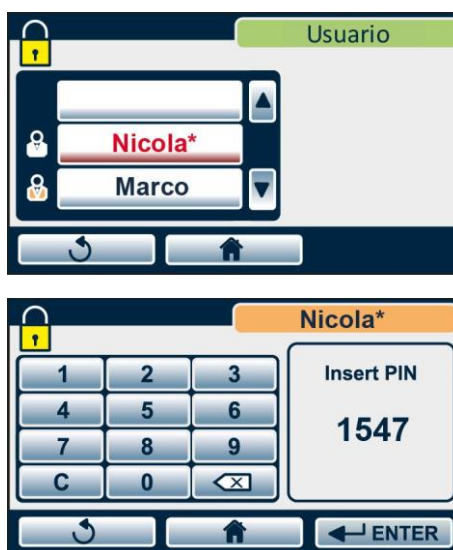 Usuario
Nicola*
Marco
Nicola*
1 2 3
4 5 6
7 8 9
C 0
Insert PIN
1547
ENTER